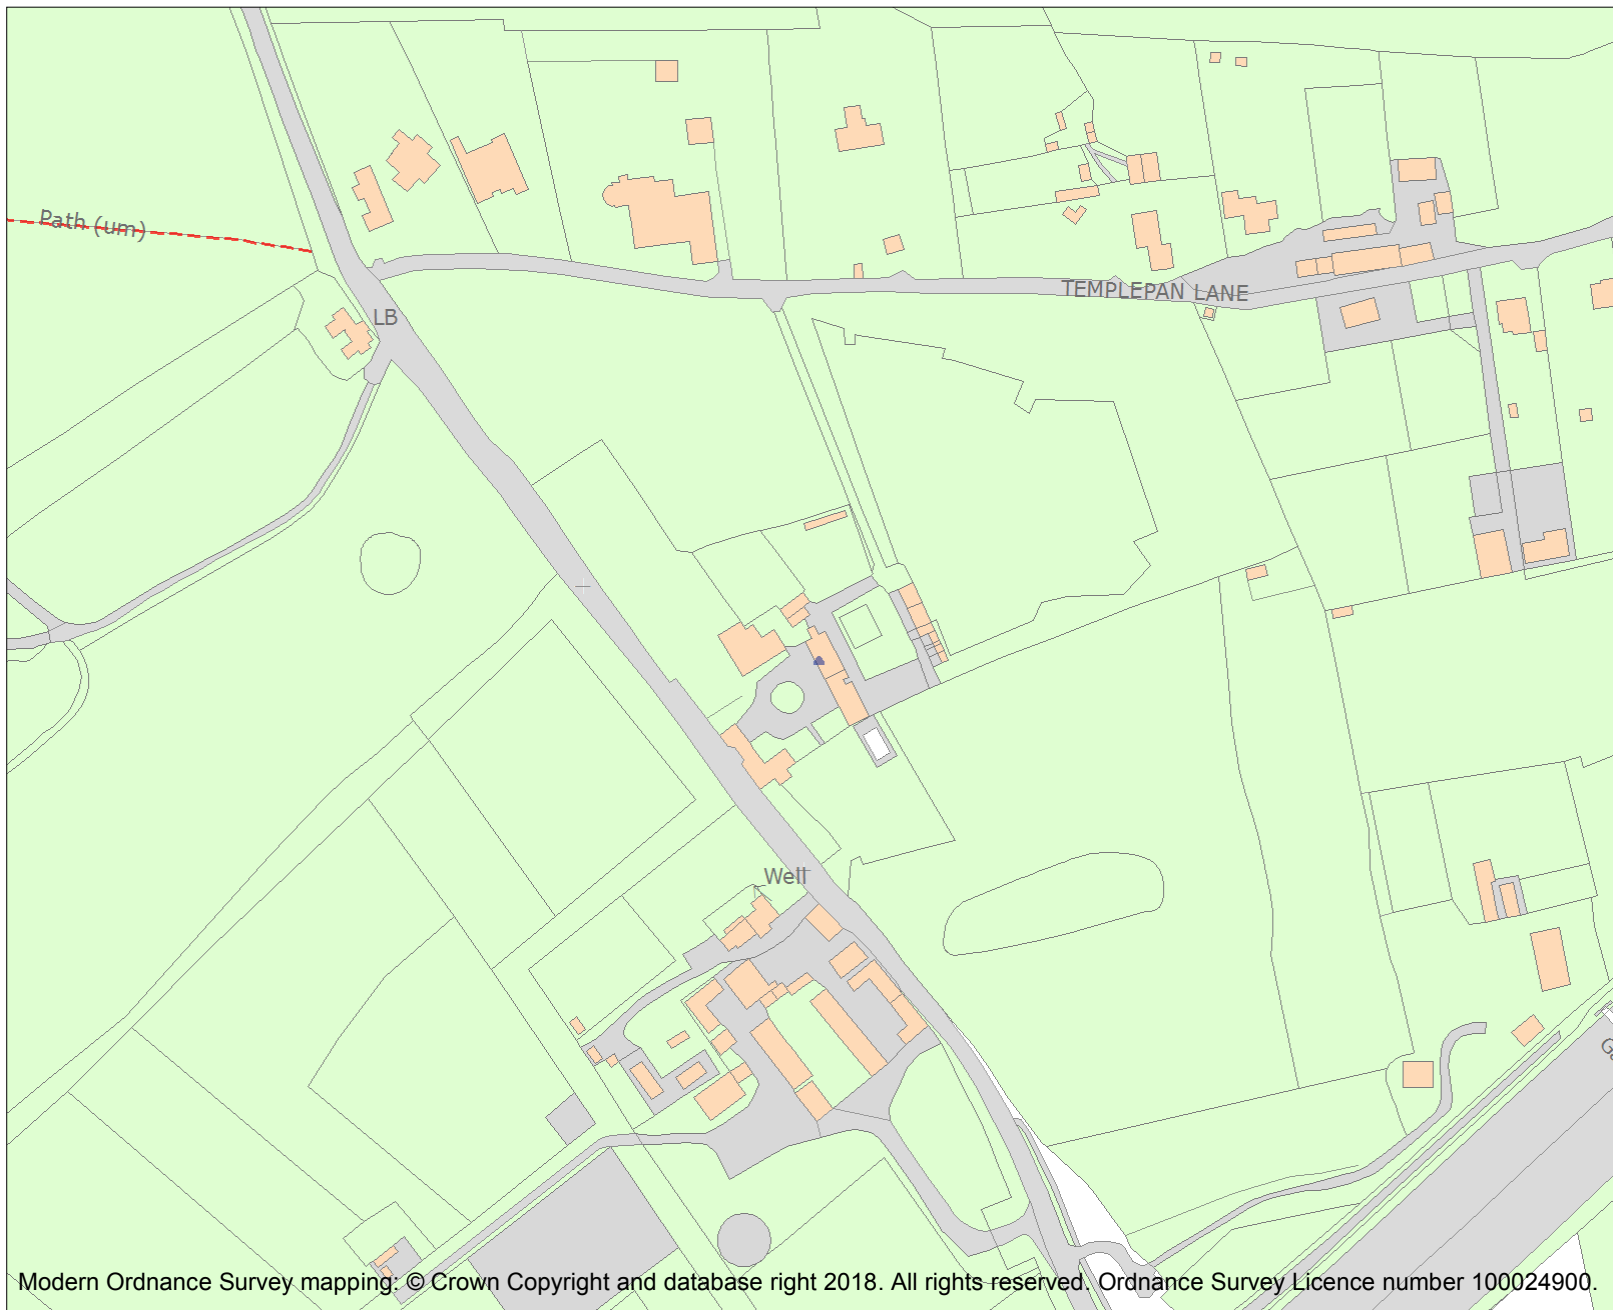 Path (um)
TEMPLEPAN LANE
LB
Well
Modern Ordnance Survey mapping: © Crown Copyright and database right 2018. All rights reserved. Ordnance Survey Licence number 100024900.